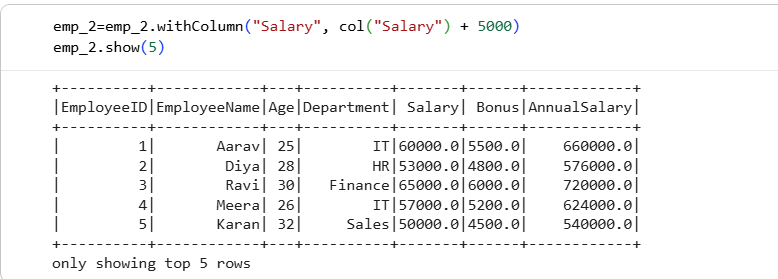 emp_2=emp_2.withColumn("Salary", col("Salary") + 5000)
emp_2.show(5)
+----------+------------+---+----------+-------+------+------------+
|EmployeeID|EmployeeName|Age|Department| Salary| Bonus|AnnualSalary|
+----------+------------+---+----------+-------+------+------------+
|         1|       Aarav| 25|        IT|60000.0|5500.0|    660000.0|
|         2|        Diya| 28|        HR|53000.0|4800.0|    576000.0|
|         3|        Ravi| 30|   Finance|65000.0|6000.0|    720000.0|
|         4|       Meera| 26|        IT|57000.0|5200.0|    624000.0|
|         5|       Karan| 32|     Sales|50000.0|4500.0|    540000.0|
+----------+------------+---+----------+-------+------+------------+
only showing top 5 rows